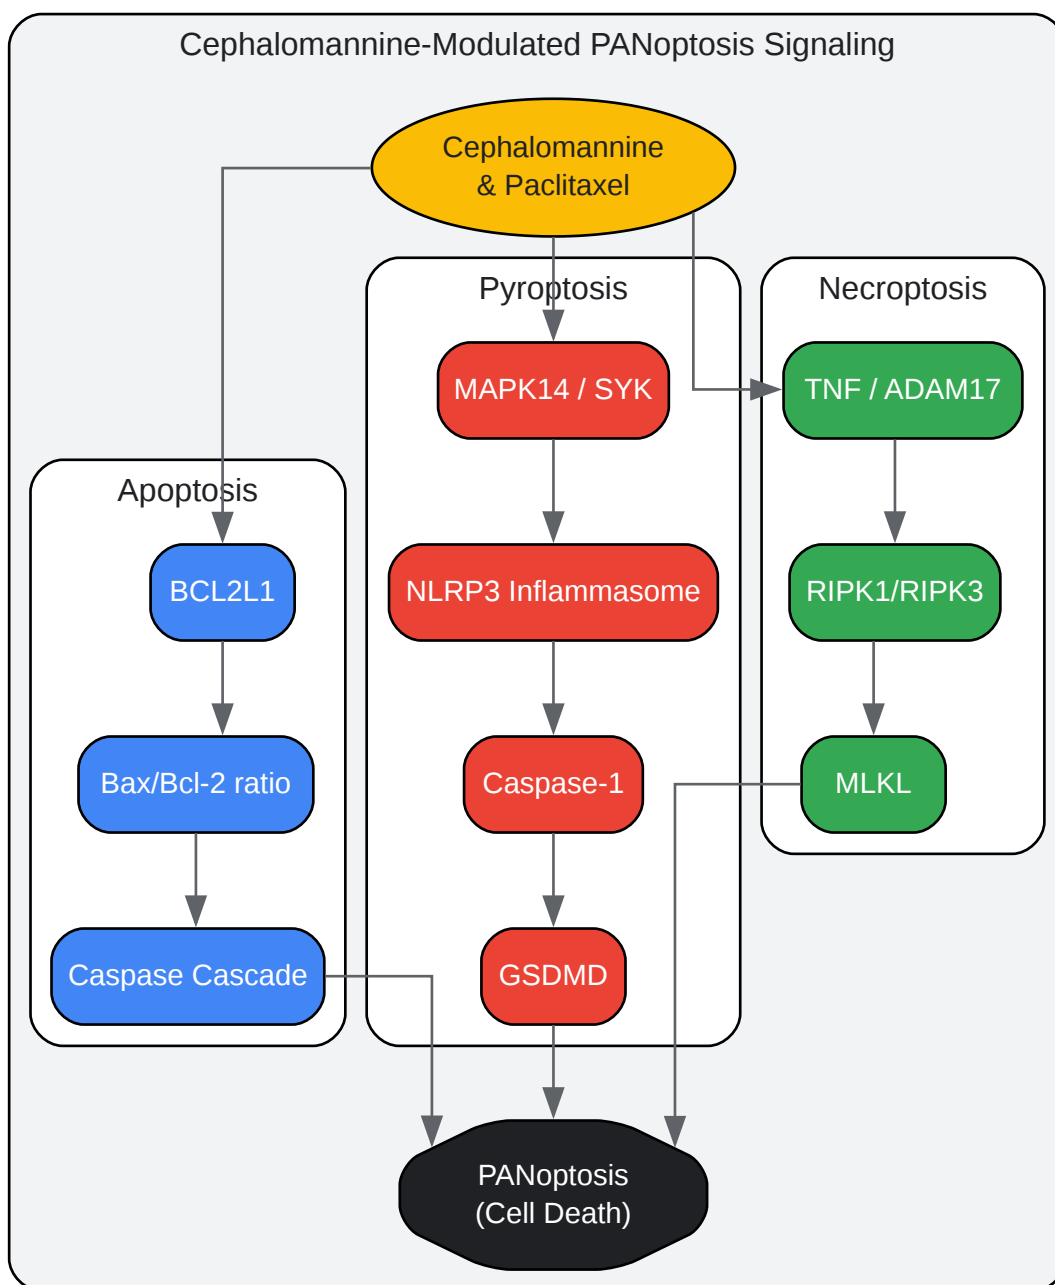 Cephalomannine-Modulated PANoptosis Signaling
Cephalomannine
& Paclitaxel
Pyroptosis
Necroptosis
MAPK14 / SYK
TNF / ADAM17
Apoptosis
BCL2L1
NLRP3 Inflammasome
RIPK1/RIPK3
Bax/Bcl-2 ratio
Caspase-1
MLKL
Caspase Cascade
GSDMD
PANoptosis
(Cell Death)